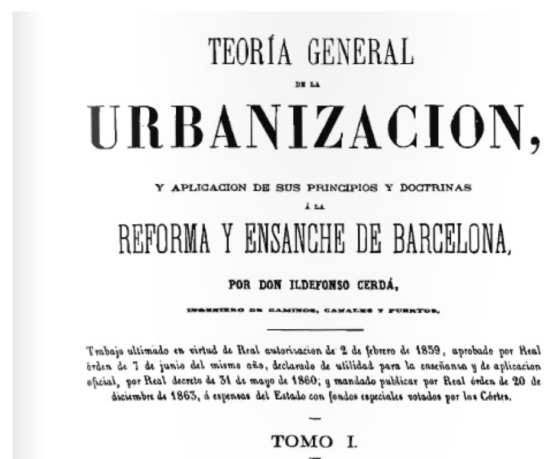 TEORÍA GENERAL
DE LA
URBANIZACION,
Y APLICACION DE SUS PRINCIPIOS Y DOCTRINAS
Á LA
REFORMA Y ENSANCHE DE BARCELONA,
POR DON ILDEFONSO CERDÁ,
INGENIERO DE CAMINOS, CANALES Y PUERTOS.
Trabajo ultimado en virtud de Real autorizacion de 2 de febrero de 1859, aprobado por Real
órden de 7 de junio del mismo año, declarado de utilidad para la enseñanza y de aplicacion
oficial, por Real decreto de 31 de mayo de 1860; y mandado publicar por Real órden de 20 de
diciembre de 1863, á espensas del Estado con fondos especiales votados por las Córtes.
TOMO I.